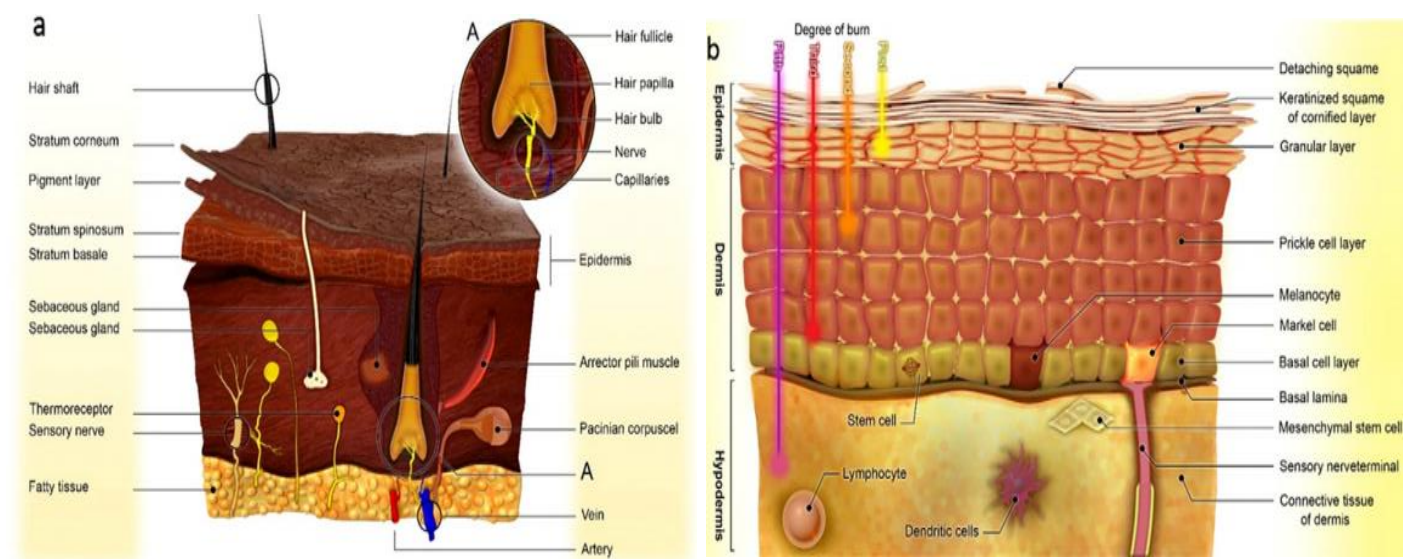 a
A
Hair shaft
Stratum corneum
Pigment layer
Stratum spinosum
Stratum basale
Sebaceous gland
Sebaceous gland
Thermoreceptor
Sensory nerve
Fatty tissue
Hair fullicle
Hair papilla
Hair bulb
Nerve
Capillaries
Epidermis
Arrector pili muscle
Pacinian corpuscel
A
Vein
Artery
b
Degree of burn
Fifth
Third
Second
First
Epidermis
Dermis
Hypodermis
Detaching squame
Keratinized squame
of cornified layer
Granular layer
Prickle cell layer
Melanocyte
Markel cell
Basal cell layer
Basal lamina
Stem cell
Mesenchymal stem cell
Lymphocyte
Sensory nerveterminal
Dendritic cells
Connective tissue
of dermis